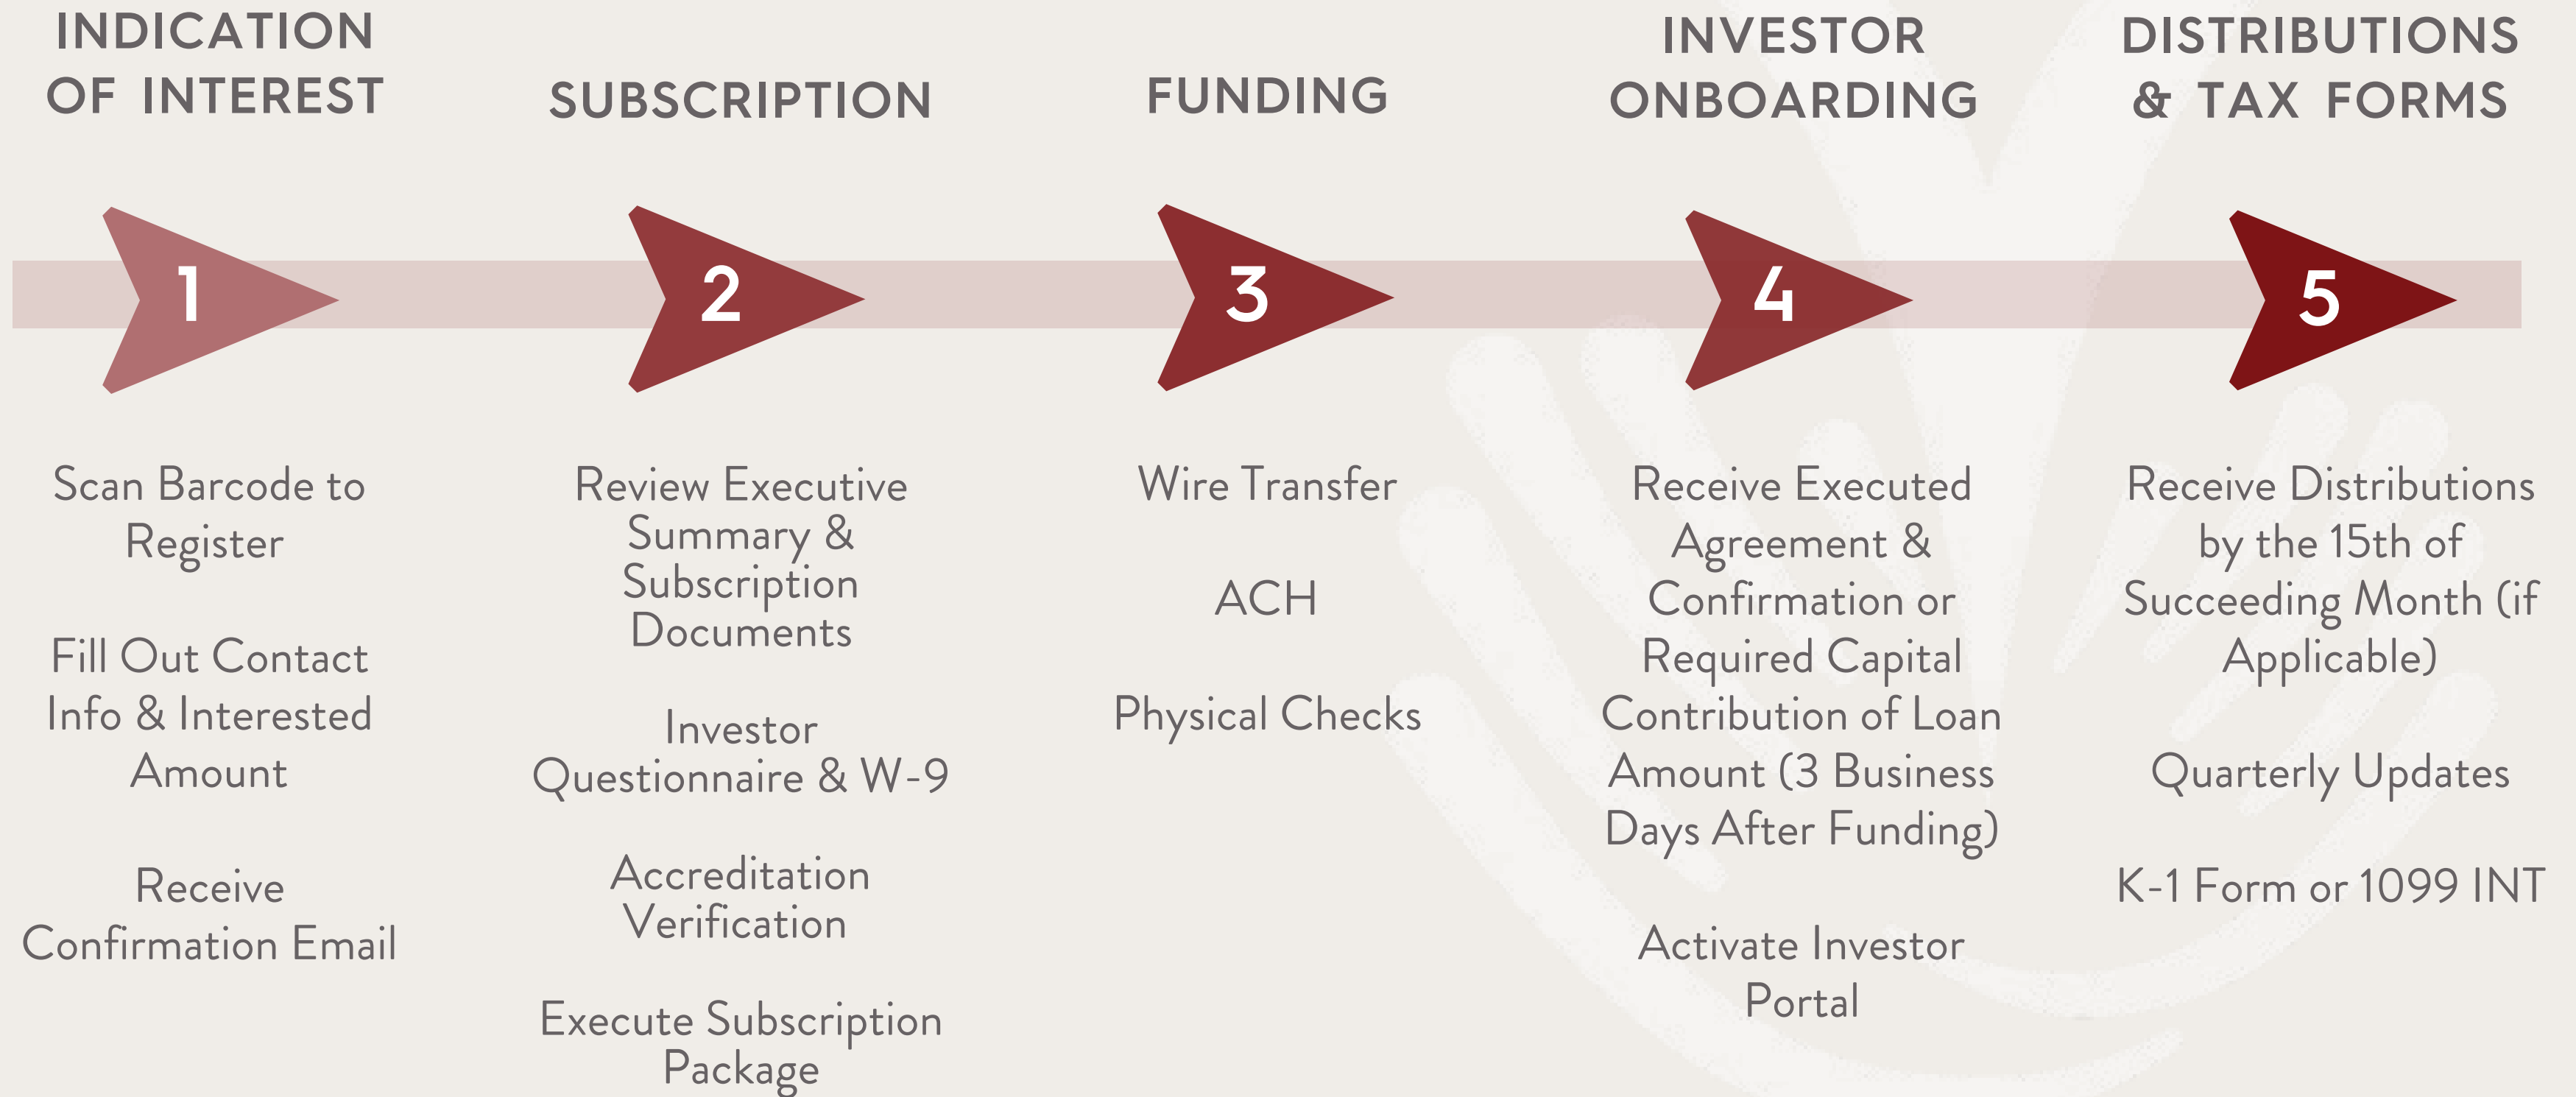 INDICATION
OF INTEREST
1
Scan Barcode to
Register
Fill Out Contact
Info & Interested
Amount
Receive
Confirmation Email
SUBSCRIPTION
2
Review Executive
Summary &
Subscription
Documents
Investor
Questionnaire & W-9
Accreditation
Verification
Execute Subscription
Package
FUNDING
3
Wire Transfer
ACH
Physical Checks
INVESTOR
ONBOARDING
4
Receive Executed
Agreement &
Confirmation or
Required Capital
Contribution of Loan
Amount (3 Business
Days After Funding)
Activate Investor
Portal
DISTRIBUTIONS
& TAX FORMS
5
Receive Distributions
by the 15th of
Succeeding Month (if
Applicable)
Quarterly Updates
K-1 Form or 1099 INT